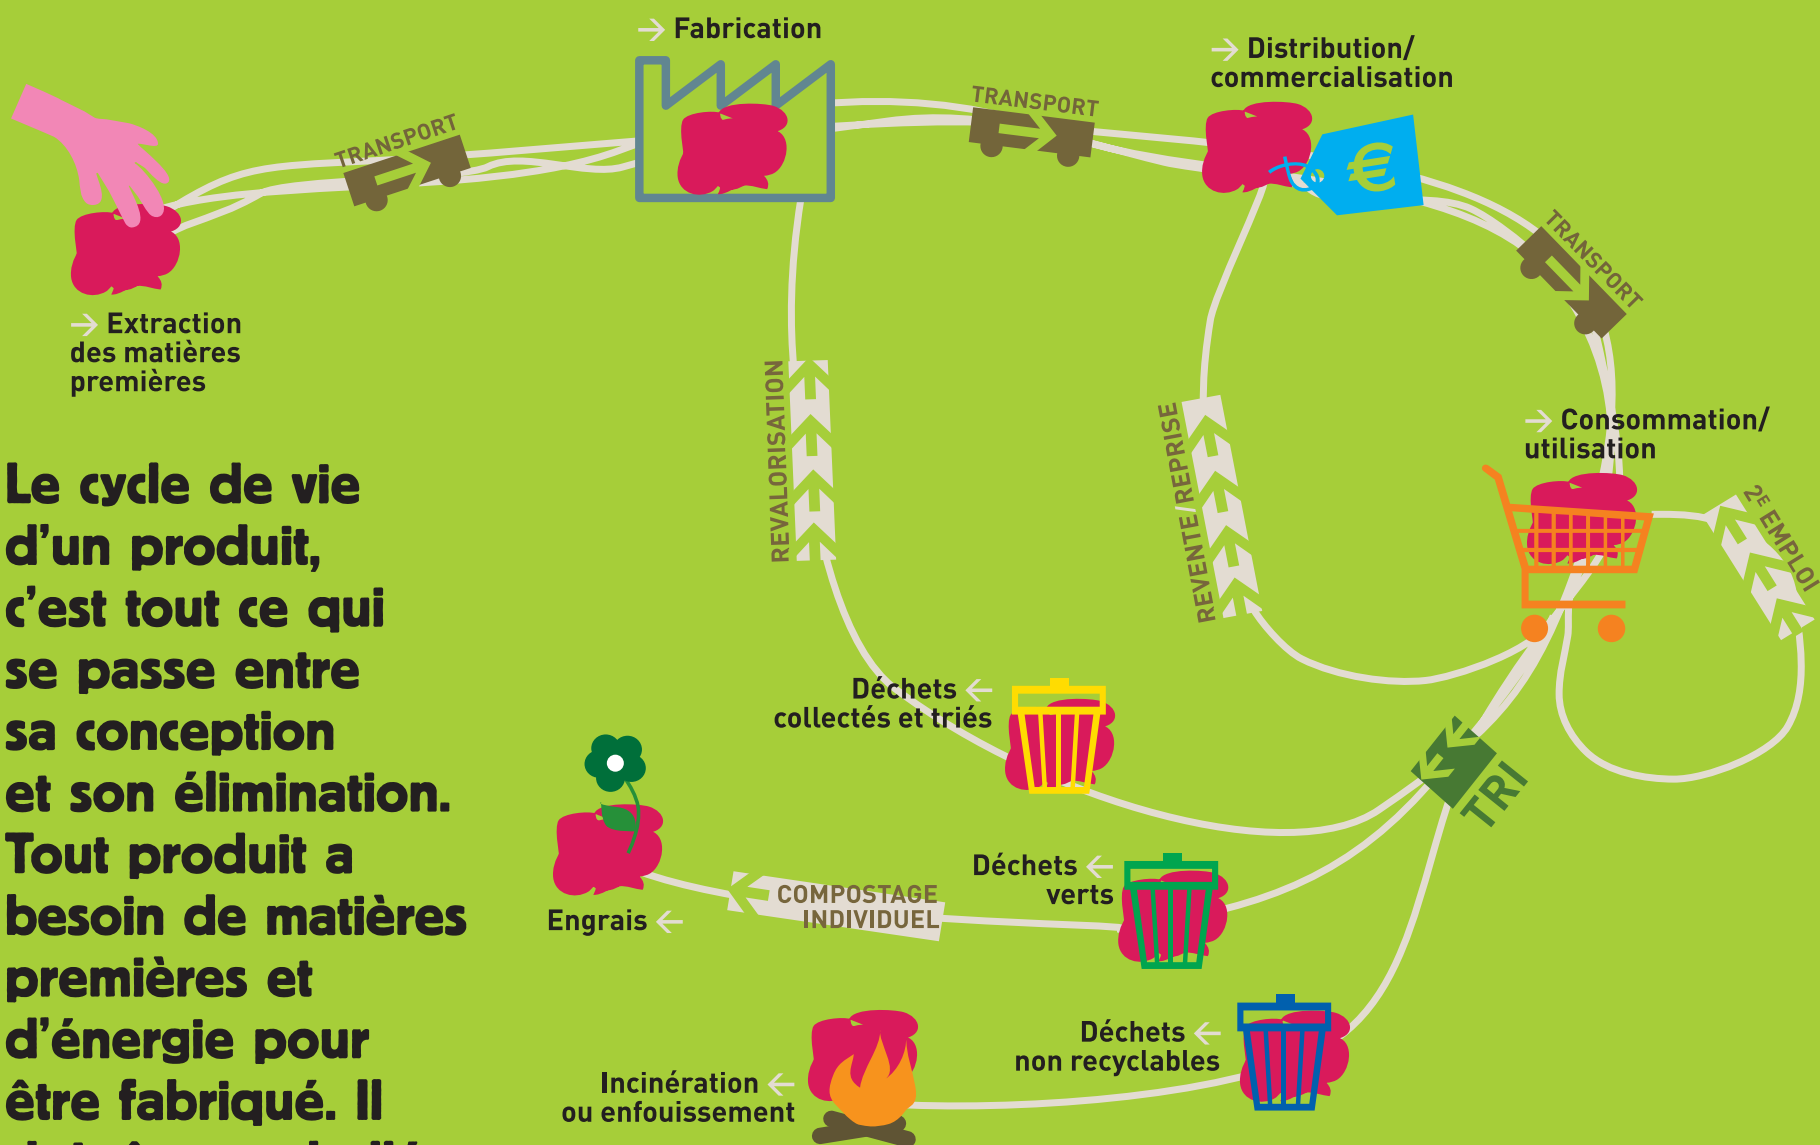 → Fabrication
→ Distribution/
commercialisation
TRANSPORT
TRANSPORT
TRANSPORT
→ Extraction
des matières
premières
REVALORISATION
REVENTE/REPRISE
→ Consommation/
utilisation
2E EMPLOI
Le cycle de vie
d'un produit,
c'est tout ce qui
se passe entre
sa conception
et son élimination.
Tout produit a
besoin de matières
premières et
d'énergie pour
être fabriqué. Il
Déchets ←
collectés et triés
TRI
Déchets ←
verts
COMPOSTAGE
INDIVIDUEL
Engrais ←
Déchets ←
non recyclables
Incinération ←
ou enfouissement